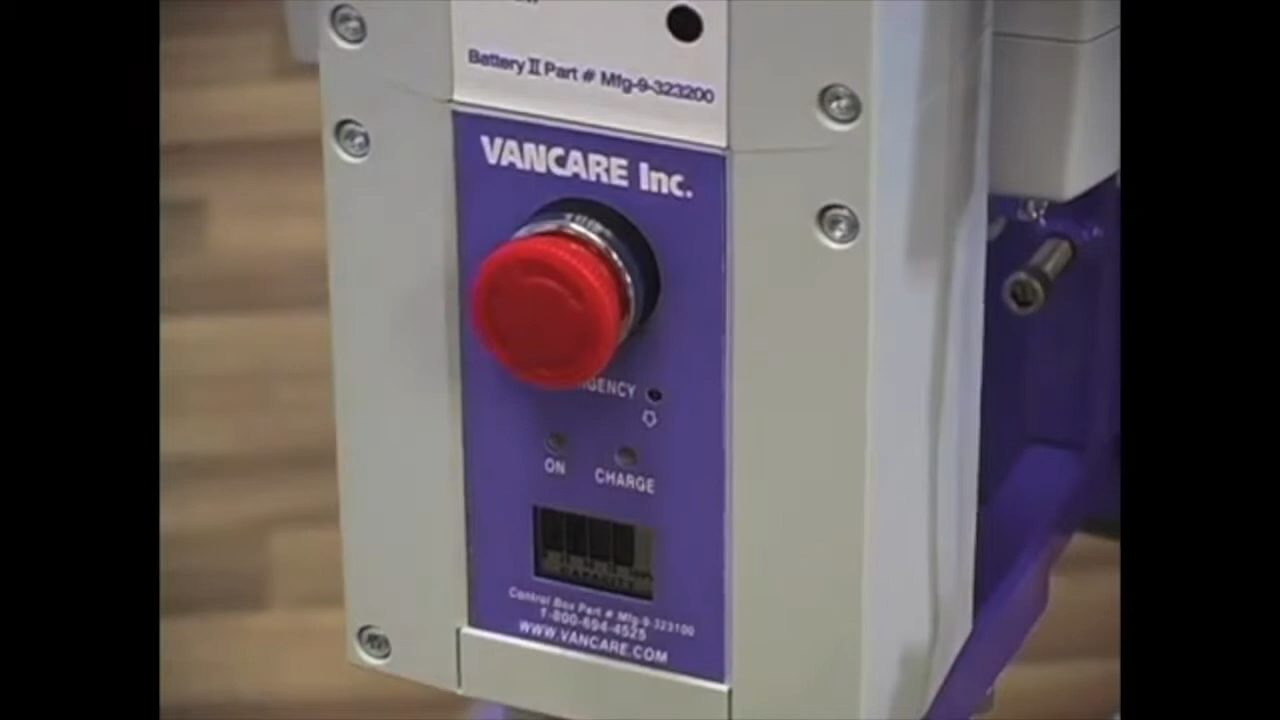 Battery II Part # Mfg-9-323200
VANCARE Inc.
ON
CHARGE
CAPACITY
Control Box Part # Mfg-9-323100
1-800-694-4525
WWW.VANCARE.COM